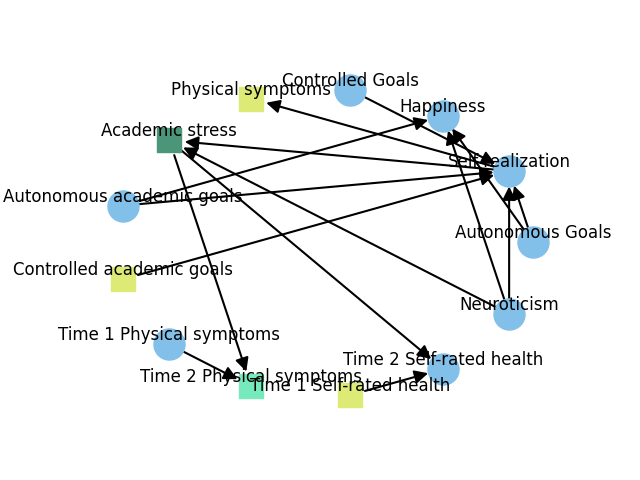 Controlled Goals
Physical symptoms
Happiness
Academic stress
Self-realization
Autonomous academic goals
Autonomous Goals
Controlled academic goals
Neuroticism
Time 1 Physical symptoms
Time 2 Self-rated health
Time 2 Physical symptoms
Time 1 Self-rated health